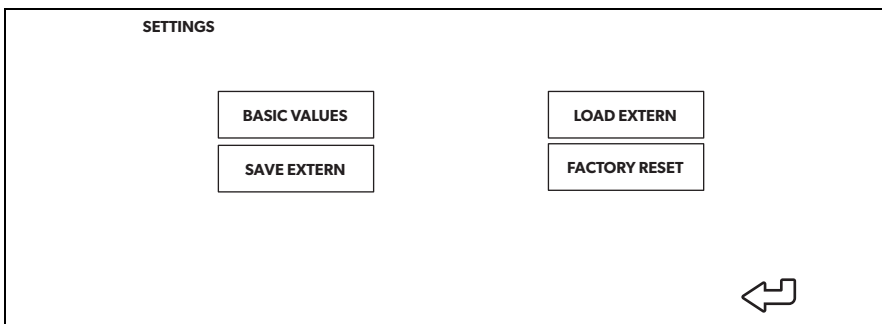 SETTINGS
BASIC VALUES
LOAD EXTERN
SAVE EXTERN
FACTORY RESET